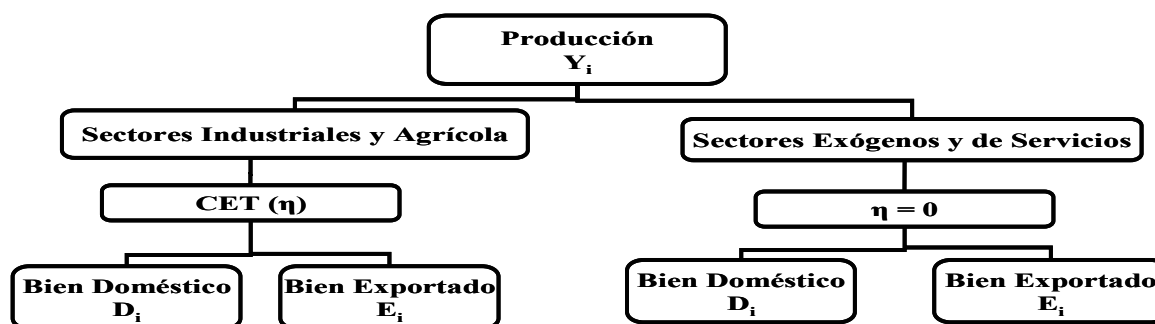 Producción
Yᵢ
Sectores Industriales y Agrícola
Sectores Exógenos y de Servicios
CET (η)
η = 0
Bien Doméstico
Dᵢ
Bien Exportado
Eᵢ
Bien Doméstico
Dᵢ
Bien Exportado
Eᵢ